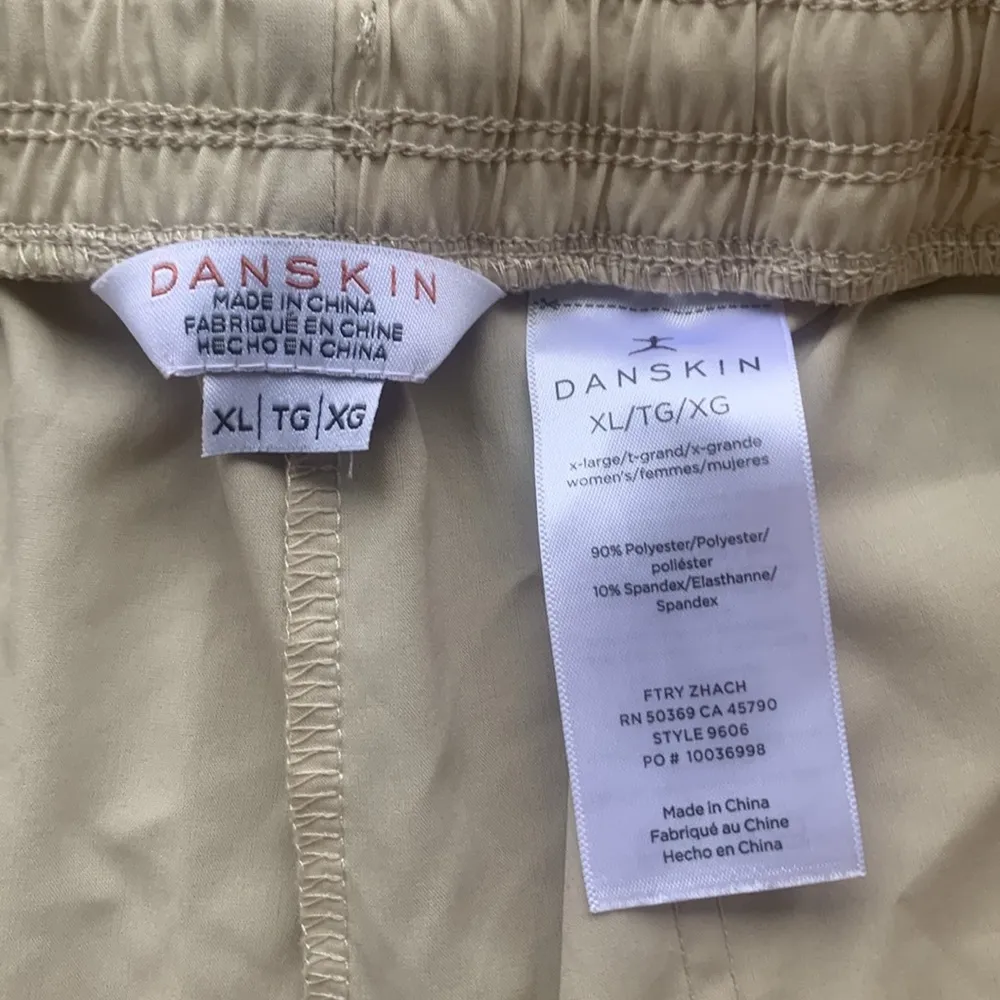 DANSKIN
MADE IN CHINA
FABRIQUÉ EN CHINE
HECHO EN CHINA
XL|TG|XG
DANSKIN
XL/TG/XG
x-large/t-grand/x-grande
women's/femmes/mujeres
90% Polyester/Polyester/
poliéster
10% Spandex/Elasthanne/
Spandex
FTRY ZHACH
RN 50369 CA 45790
STYLE 9606
PO # 10036998
Made in China
Fabriqué au Chine
Hecho en China